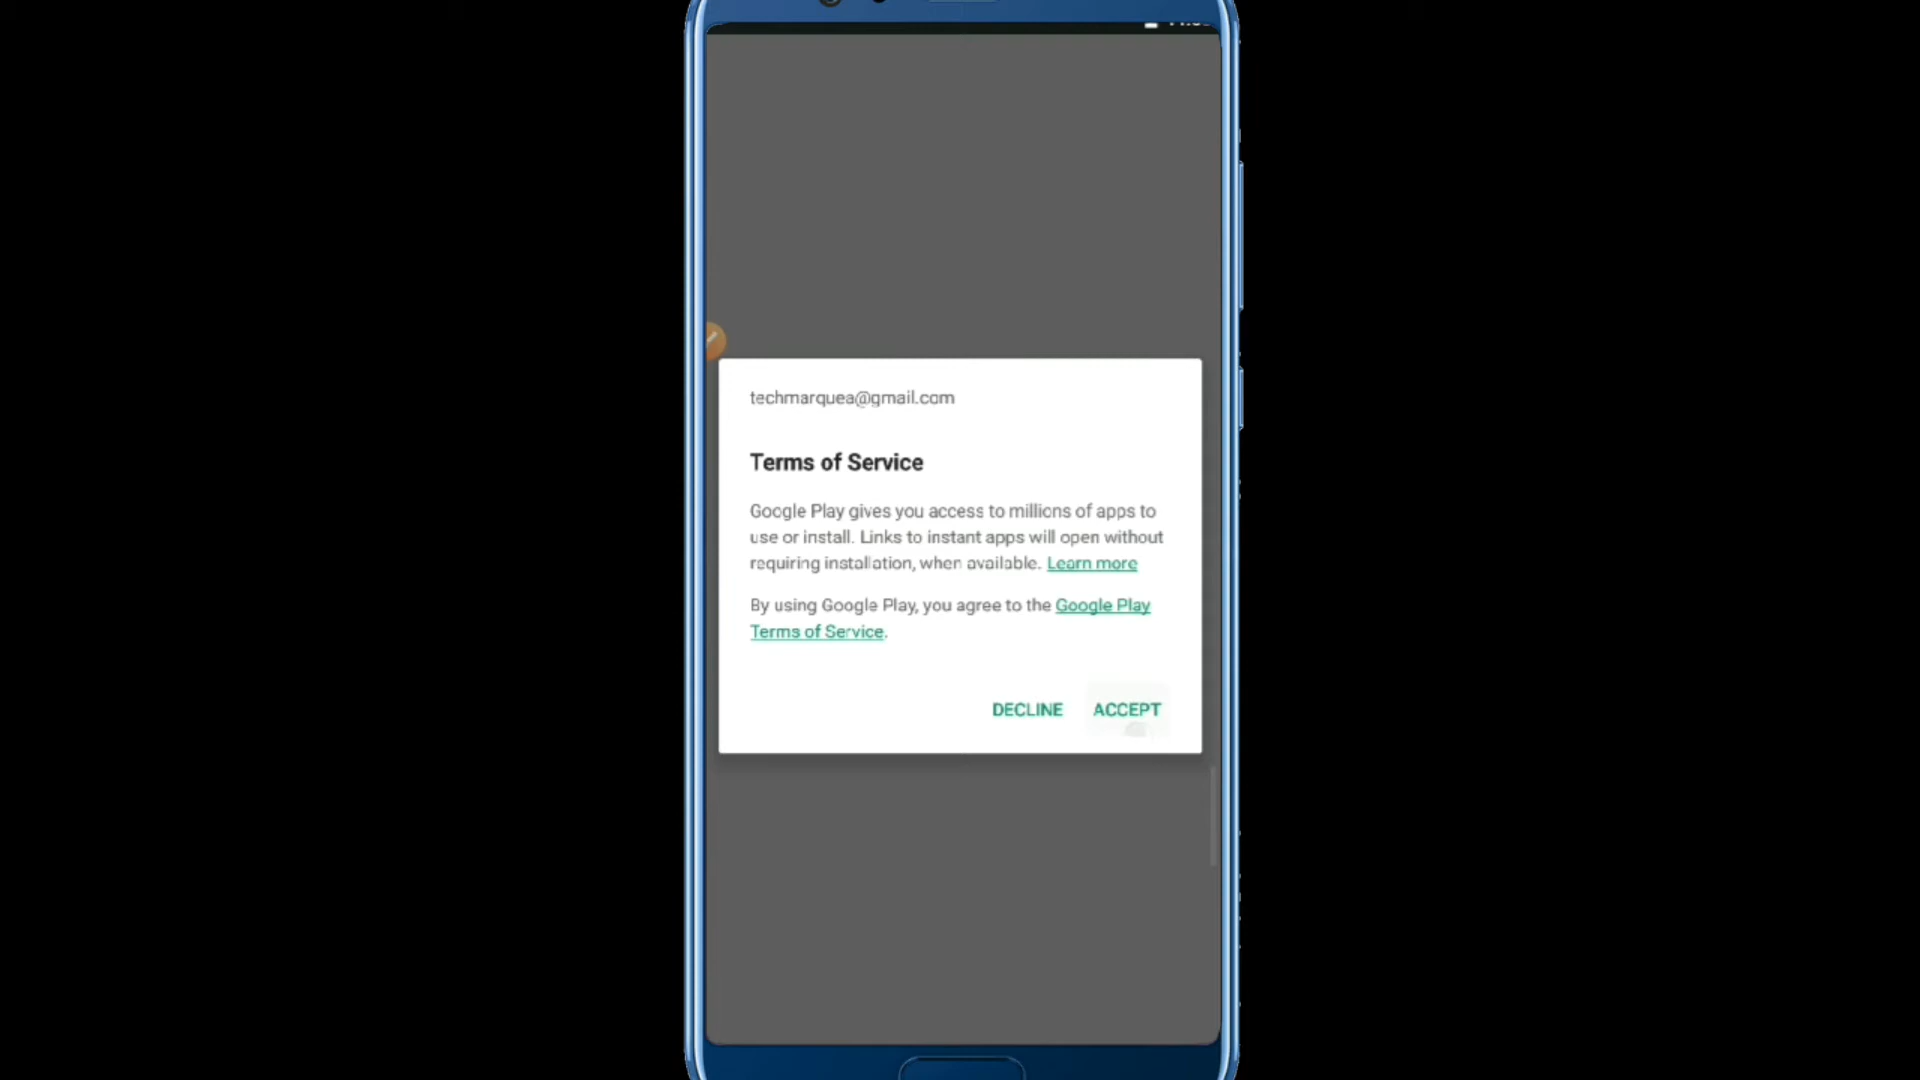 techmarquea@gmail.com
Terms of Service
Google Play gives you access to millions of apps to
use or install. Links to instant apps will open without
requiring installation, when available. Learn more
By using Google Play, you agree to the Google Play
Terms of Service.
DECLINE ACCEPT